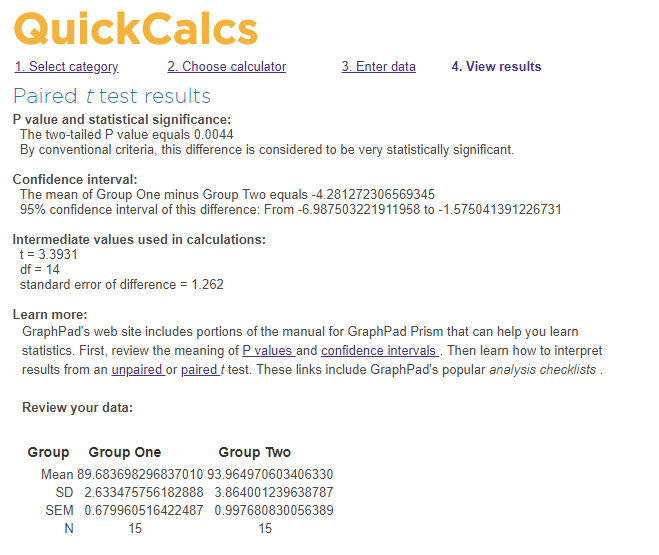 QuickCalcs
1. Select category 2. Choose calculator 3. Enter data 4. View results
Paired t test results
P value and statistical significance:
The two-tailed P value equals 0.0044
By conventional criteria, this difference is considered to be very statistically significant.
Confidence interval:
The mean of Group One minus Group Two equals -4.281272306569345
95% confidence interval of this difference: From -6.987503221911958 to -1.575041391226731
Intermediate values used in calculations:
t = 3.3931
df = 14
standard error of difference = 1.262
Learn more:
GraphPad's web site includes portions of the manual for GraphPad Prism that can help you learn
statistics. First, review the meaning of P values and confidence intervals . Then learn how to interpret
results from an unpaired or paired t test. These links include GraphPad's popular analysis checklists .
Review your data:
Group Group One Group Two
Mean 89.683698296837010 93.964970603406330
SD 2.633475756182888 3.864001239638787
SEM 0.679960516422487 0.997680830056389
N 15 15